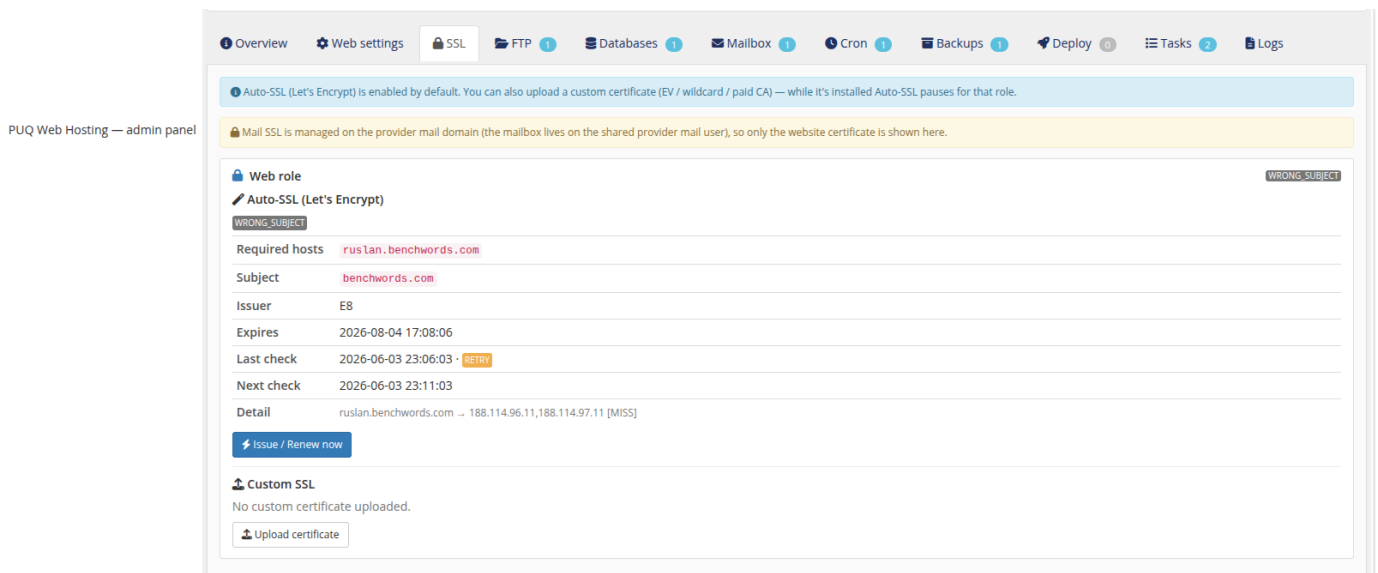 Overview Web settings SSL FTP 1 Databases 1 Mailbox 1 Cron 1 Backups 1 Deploy 0 Tasks 2 Logs
Auto-SSL (Let's Encrypt) is enabled by default. You can also upload a custom certificate (EV / wildcard / paid CA) — while it's installed Auto-SSL pauses for that role.
PUQ Web Hosting — admin panel
Mail SSL is managed on the provider mail domain (the mailbox lives on the shared provider mail user), so only the website certificate is shown here.
Web role WRONG_SUBJECT
Auto-SSL (Let's Encrypt)
WRONG_SUBJECT
Required hosts ruslan.benchwords.com
Subject benchwords.com
Issuer E8
Expires 2026-08-04 17:08:06
Last check 2026-06-03 23:06:03 · RETRY
Next check 2026-06-03 23:11:03
Detail ruslan.benchwords.com → 188.114.96.11,188.114.97.11 [MISS]
Issue / Renew now
Custom SSL
No custom certificate uploaded.
Upload certificate